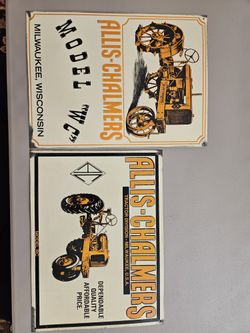 ALLIS-CHALMERS
MODEL "WC"
MILWAUKEE, WISCONSIN
ALLIS-CHALMERS
DEPENDABLE
QUALITY
AFFORDABLE
PRICE